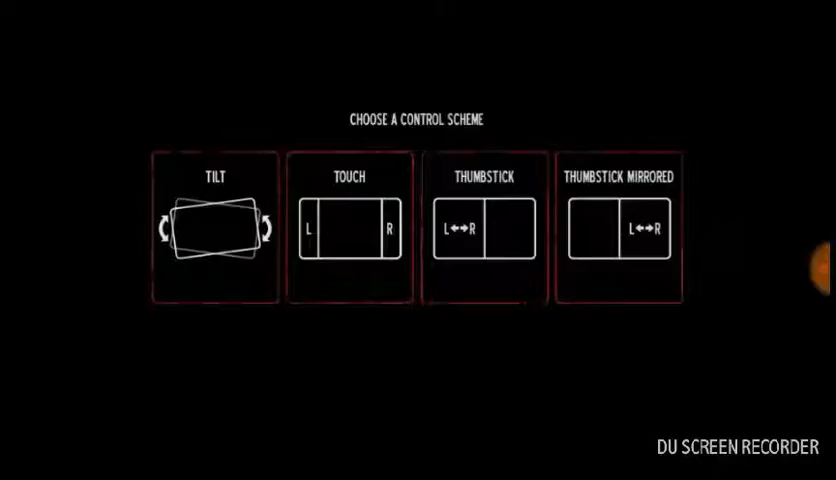 CHOOSE A CONTROL SCHEME
TILT
TOUCH
THUMBSTICK
THUMBSTICK MIRRORED
L
R
L↔R
L↔R
DU SCREEN RECORDER